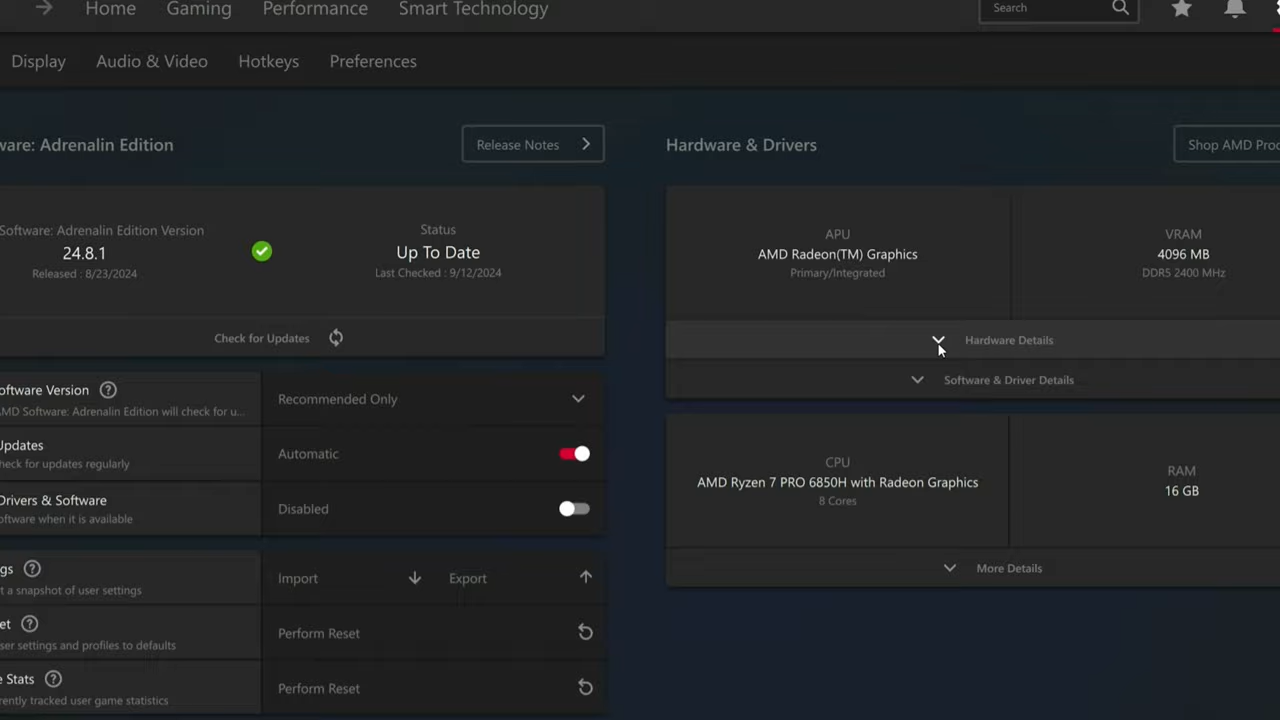 Home Gaming Performance Smart Technology Search
Display Audio & Video Hotkeys Preferences
ware: Adrenalin Edition
Release Notes
Software: Adrenalin Edition Version
24.8.1
Released : 8/23/2024
Status
Up To Date
Last Checked : 9/12/2024
Check for Updates
oftware Version
AMD Software: Adrenalin Edition will check for u...
Recommended Only
Updates
heck for updates regularly
Automatic
Drivers & Software
oftware when it is available
Disabled
gs
t a snapshot of user settings
Import Export
et
ser settings and profiles to defaults
Perform Reset
e Stats
rently tracked user game statistics
Perform Reset
Hardware & Drivers
Shop AMD Proc
APU
AMD Radeon(TM) Graphics
Primary/Integrated
VRAM
4096 MB
DDR5 2400 MHz
Hardware Details
Software & Driver Details
CPU
AMD Ryzen 7 PRO 6850H with Radeon Graphics
8 Cores
RAM
16 GB
More Details